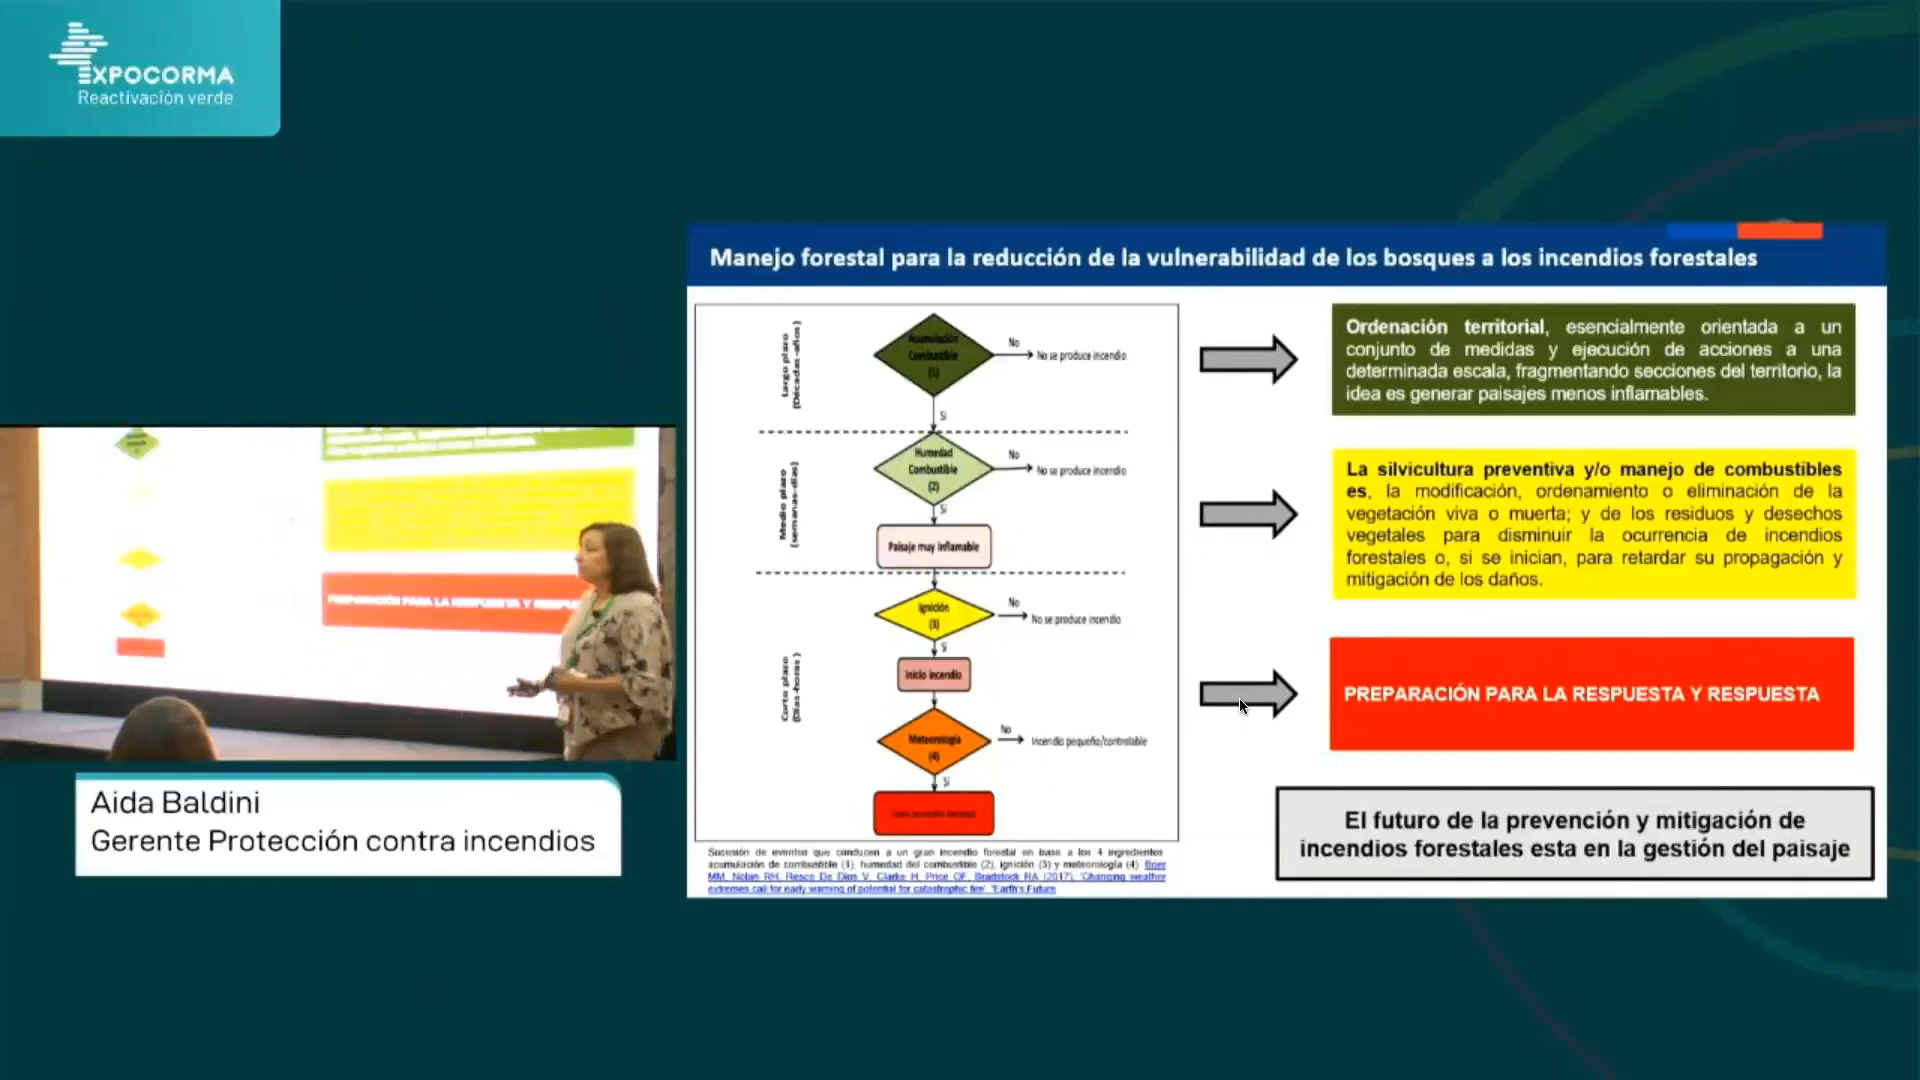 EXPOCORMA
Reactivación verde
Manejo forestal para la reducción de la vulnerabilidad de los bosques a los incendios forestales
Largo plazo
(Décadas-años)
Acumulación
Combustible
(1)
No
No se produce incendio
Si
Medio plazo
(semanas-días)
Humedad
Combustible
(2)
No
No se produce incendio
Si
Paisaje muy inflamable
Corto plazo
(Días-horas)
Ignición
(3)
No
No se produce incendio
Si
Inicio incendio
Meteorología
(4)
No
Incendio pequeño/controlable
Si
Sucesión de eventos que conducen a un gran incendio forestal en base a los 4 ingredientes
acumulación de combustible (1), humedad del combustible (2), ignición (3) y meteorología (4). Boer
MM, Nolan RH, Resco De Dios V, Clarke H, Price OF, Bradstock RA (2017). 'Changing weather
extremes call for early warning of potential for catastrophic fire'. 'Earth's Future
Ordenación territorial, esencialmente orientada a un
conjunto de medidas y ejecución de acciones a una
determinada escala, fragmentando secciones del territorio, la
idea es generar paisajes menos inflamables.
La silvicultura preventiva y/o manejo de combustibles
es, la modificación, ordenamiento o eliminación de la
vegetación viva o muerta; y de los residuos y desechos
vegetales para disminuir la ocurrencia de incendios
forestales o, si se inician, para retardar su propagación y
mitigación de los daños.
PREPARACIÓN PARA LA RESPUESTA Y RESPUESTA
El futuro de la prevención y mitigación de
incendios forestales esta en la gestión del paisaje
Aida Baldini
Gerente Protección contra incendios